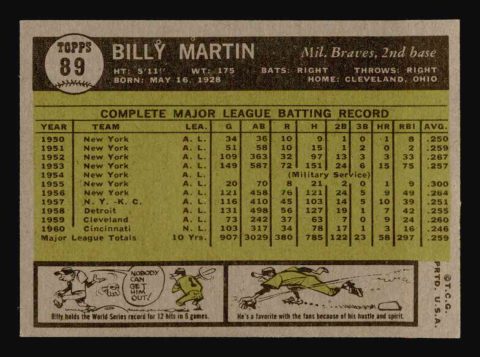 TOPPS
89
BILLY MARTIN
Mil. Braves, 2nd base
HT: 5'11" WT: 175 BATS: RIGHT THROWS: RIGHT
BORN: MAY 16, 1928 HOME: CLEVELAND, OHIO
COMPLETE MAJOR LEAGUE BATTING RECORD
YEAR TEAM LEA. G AB R H 2B 3B HR RBI AVG.
1950 New York A. L. 34 36 10 9 1 0 1 8 .250
1951 New York A. L. 51 58 10 15 1 2 0 2 .259
1952 New York A. L. 109 363 32 97 13 3 3 33 .267
1953 New York A. L. 149 587 72 151 24 6 15 75 .257
1954 New York A. L. (Military Service)
1955 New York A. L. 20 70 8 21 2 0 1 9 .300
1956 New York A. L. 121 458 76 121 24 5 9 49 .264
1957 N. Y. -K. C. A. L. 116 410 45 103 14 5 10 39 .251
1958 Detroit A. L. 131 498 56 127 19 1 7 42 .255
1959 Cleveland A. L. 73 242 37 63 7 0 9 24 .260
1960 Cincinnati N. L. 103 317 34 78 17 1 3 16 .246
Major League Totals 10 Yrs. 907 3029 380 785 122 23 58 297 .259
NOBODY
CAN
GET
HIM
OUT!
Billy holds the World Series record for 12 hits in 6 games.
He's a favorite with the fans because of his hustle and spirit.
©T.C.G.
PRTD. U.S.A.